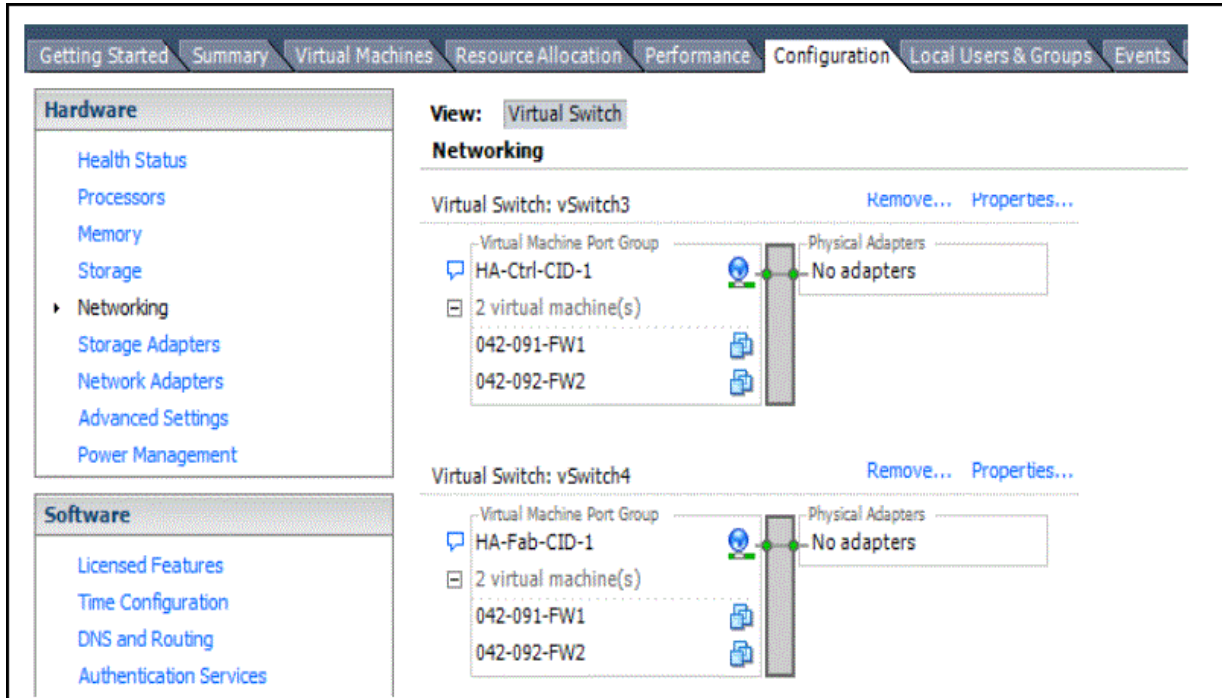 Getting Started Summary Virtual Machines Resource Allocation Performance Configuration Local Users & Groups Events
Hardware
Health Status
Processors
Memory
Storage
Networking
Storage Adapters
Network Adapters
Advanced Settings
Power Management
Software
Licensed Features
Time Configuration
DNS and Routing
Authentication Services
View: Virtual Switch
Networking
Virtual Switch: vSwitch3 Remove... Properties...
Virtual Machine Port Group Physical Adapters
HA-Ctrl-CID-1 No adapters
2 virtual machine(s)
042-091-FW1
042-092-FW2
Virtual Switch: vSwitch4 Remove... Properties...
Virtual Machine Port Group Physical Adapters
HA-Fab-CID-1 No adapters
2 virtual machine(s)
042-091-FW1
042-092-FW2